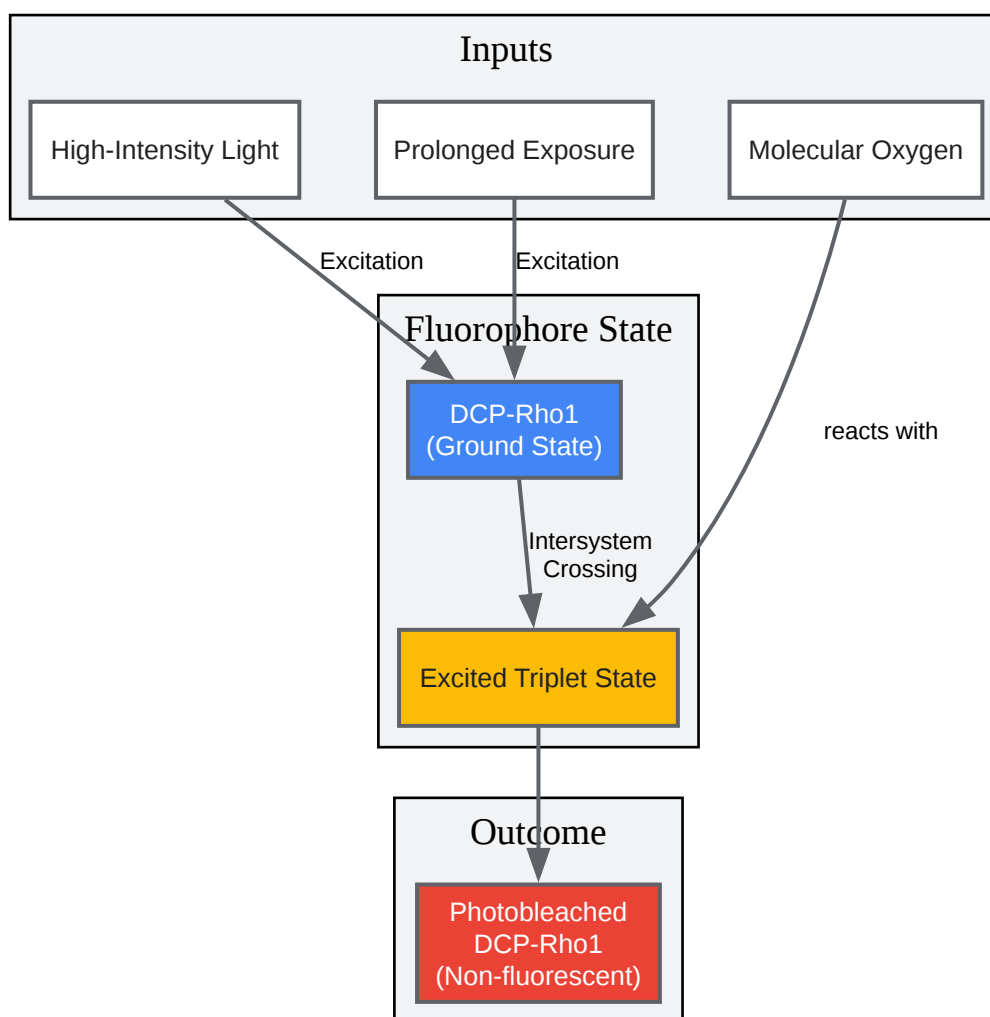 Inputs
High-Intensity Light
Prolonged Exposure
Molecular Oxygen
Excitation
Excitation
Fluorophore State
DCP-Rho1
(Ground State)
reacts with
Intersystem
Crossing
Excited Triplet State
Outcome
Photobleached
DCP-Rho1
(Non-fluorescent)